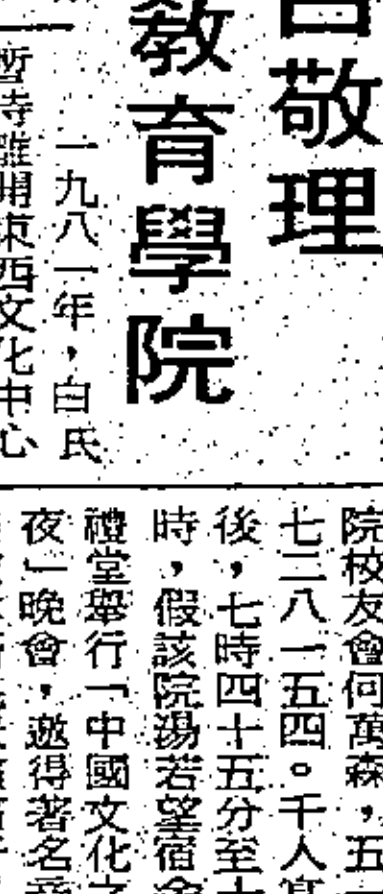 白敬理
教育學院
一九八一年，白氏
暫時離開東西文化中心
院校友會何萬森，五
七二八一五四。千人宴
後，七時四十五分至十
時，假該院湯若望宿舍
禮堂舉行「中國文化之
夜」晚會，邀得著名